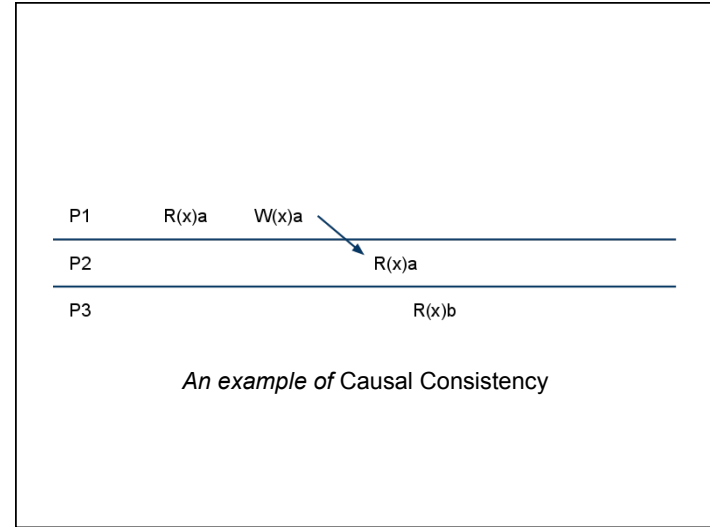 P1 R(x)a W(x)a
P2 R(x)a
P3 R(x)b
An example of Causal Consistency